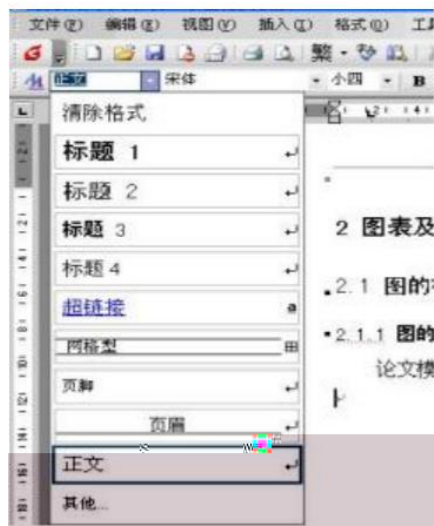 文件(F) 编辑(E) 视图(V) 插入(I) 格式(O) 工
繁
正文 宋体 小四 B
清除格式
标题 1
标题 2
标题 3
标题 4
超链接 a
网格型
页脚
页眉
正文
其他...
2 图表及
2.1 图的
2.1.1 图的
论文模